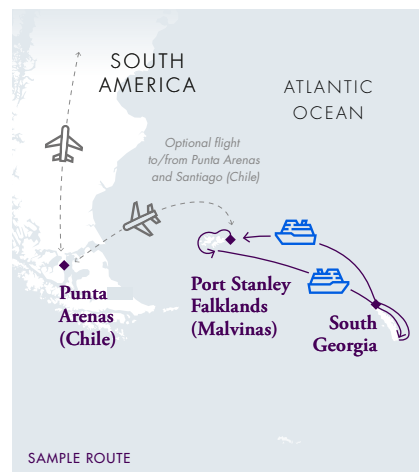 SOUTH
AMERICA
ATLANTIC
OCEAN
Optional flight
to/from Punta Arenas
and Santiago (Chile)
Punta
Arenas
(Chile)
Port Stanley
Falklands
(Malvinas)
South
Georgia
SAMPLE ROUTE